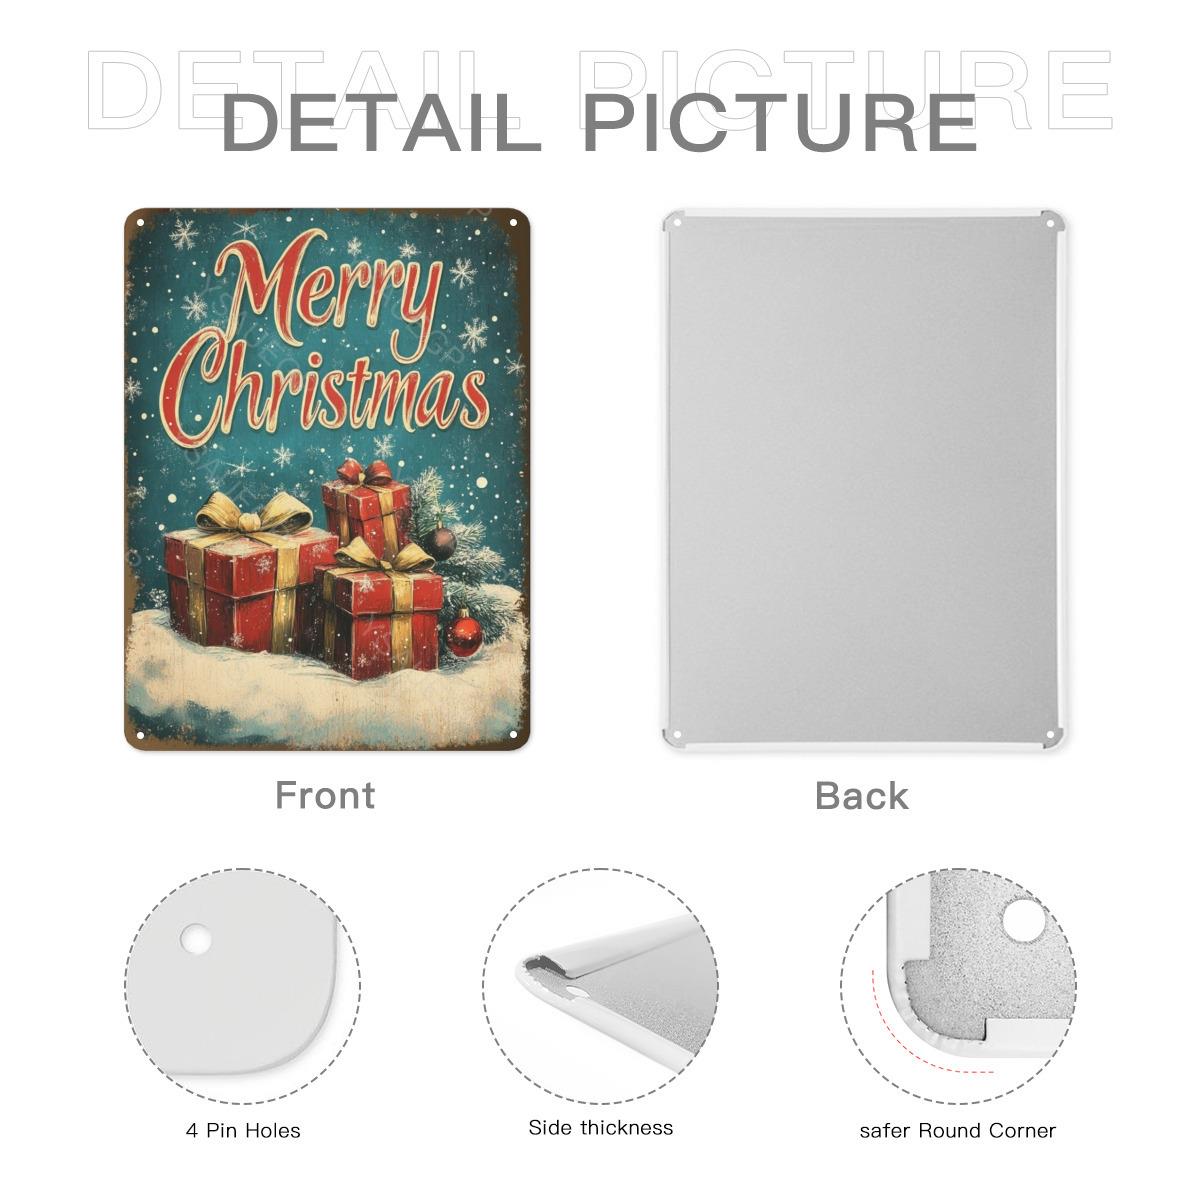 DETAIL PICTURE
DETAIL PICTURE
Merry
Christmas
Front
Back
4 Pin Holes
Side thickness
safer Round Corner